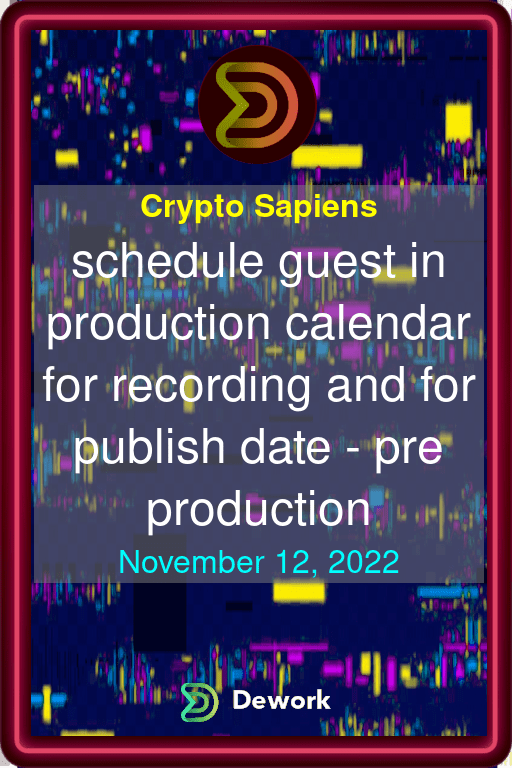 Crypto Sapiens
schedule guest in
production calendar
for recording and for
publish date - pre
production
November 12, 2022
Dework